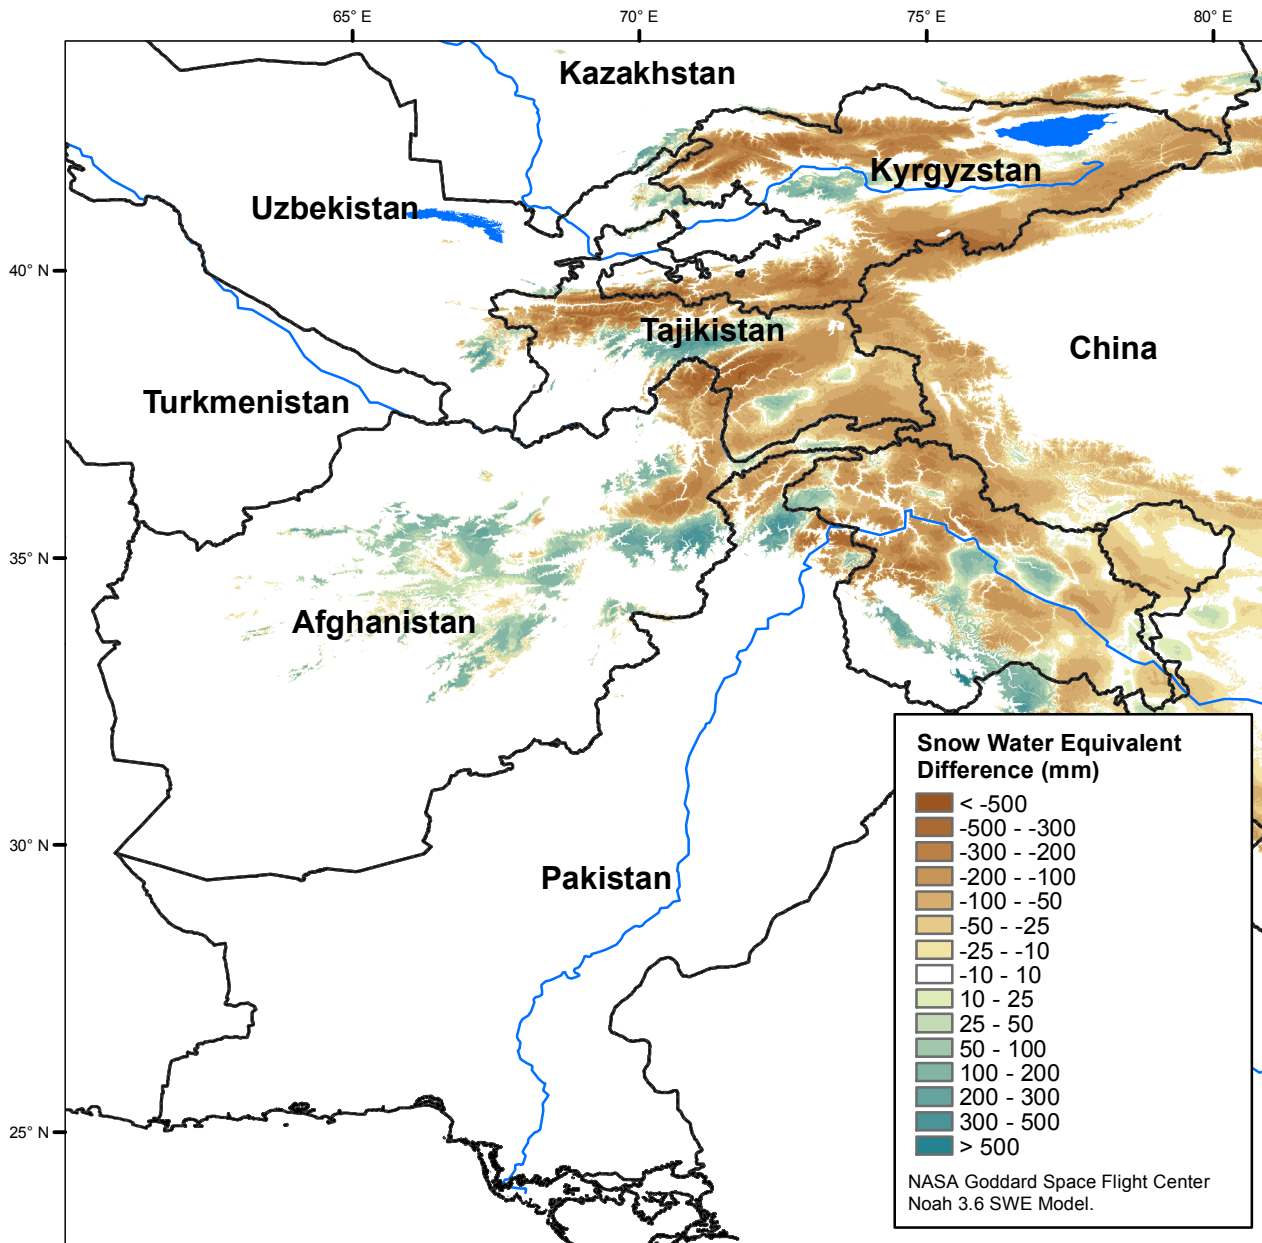 65° E
70° E
75° E
80° E
Kazakhstan
Kyrgyzstan
Uzbekistan
40° N
Tajikistan
China
Turkmenistan
35° N
Afghanistan
Snow Water Equivalent
Difference (mm)
< -500
-500 - -300
-300 - -200
-200 - -100
-100 - -50
-50 - -25
-25 - -10
-10 - 10
10 - 25
25 - 50
50 - 100
100 - 200
200 - 300
300 - 500
> 500
NASA Goddard Space Flight Center
Noah 3.6 SWE Model.
30° N
Pakistan
25° N